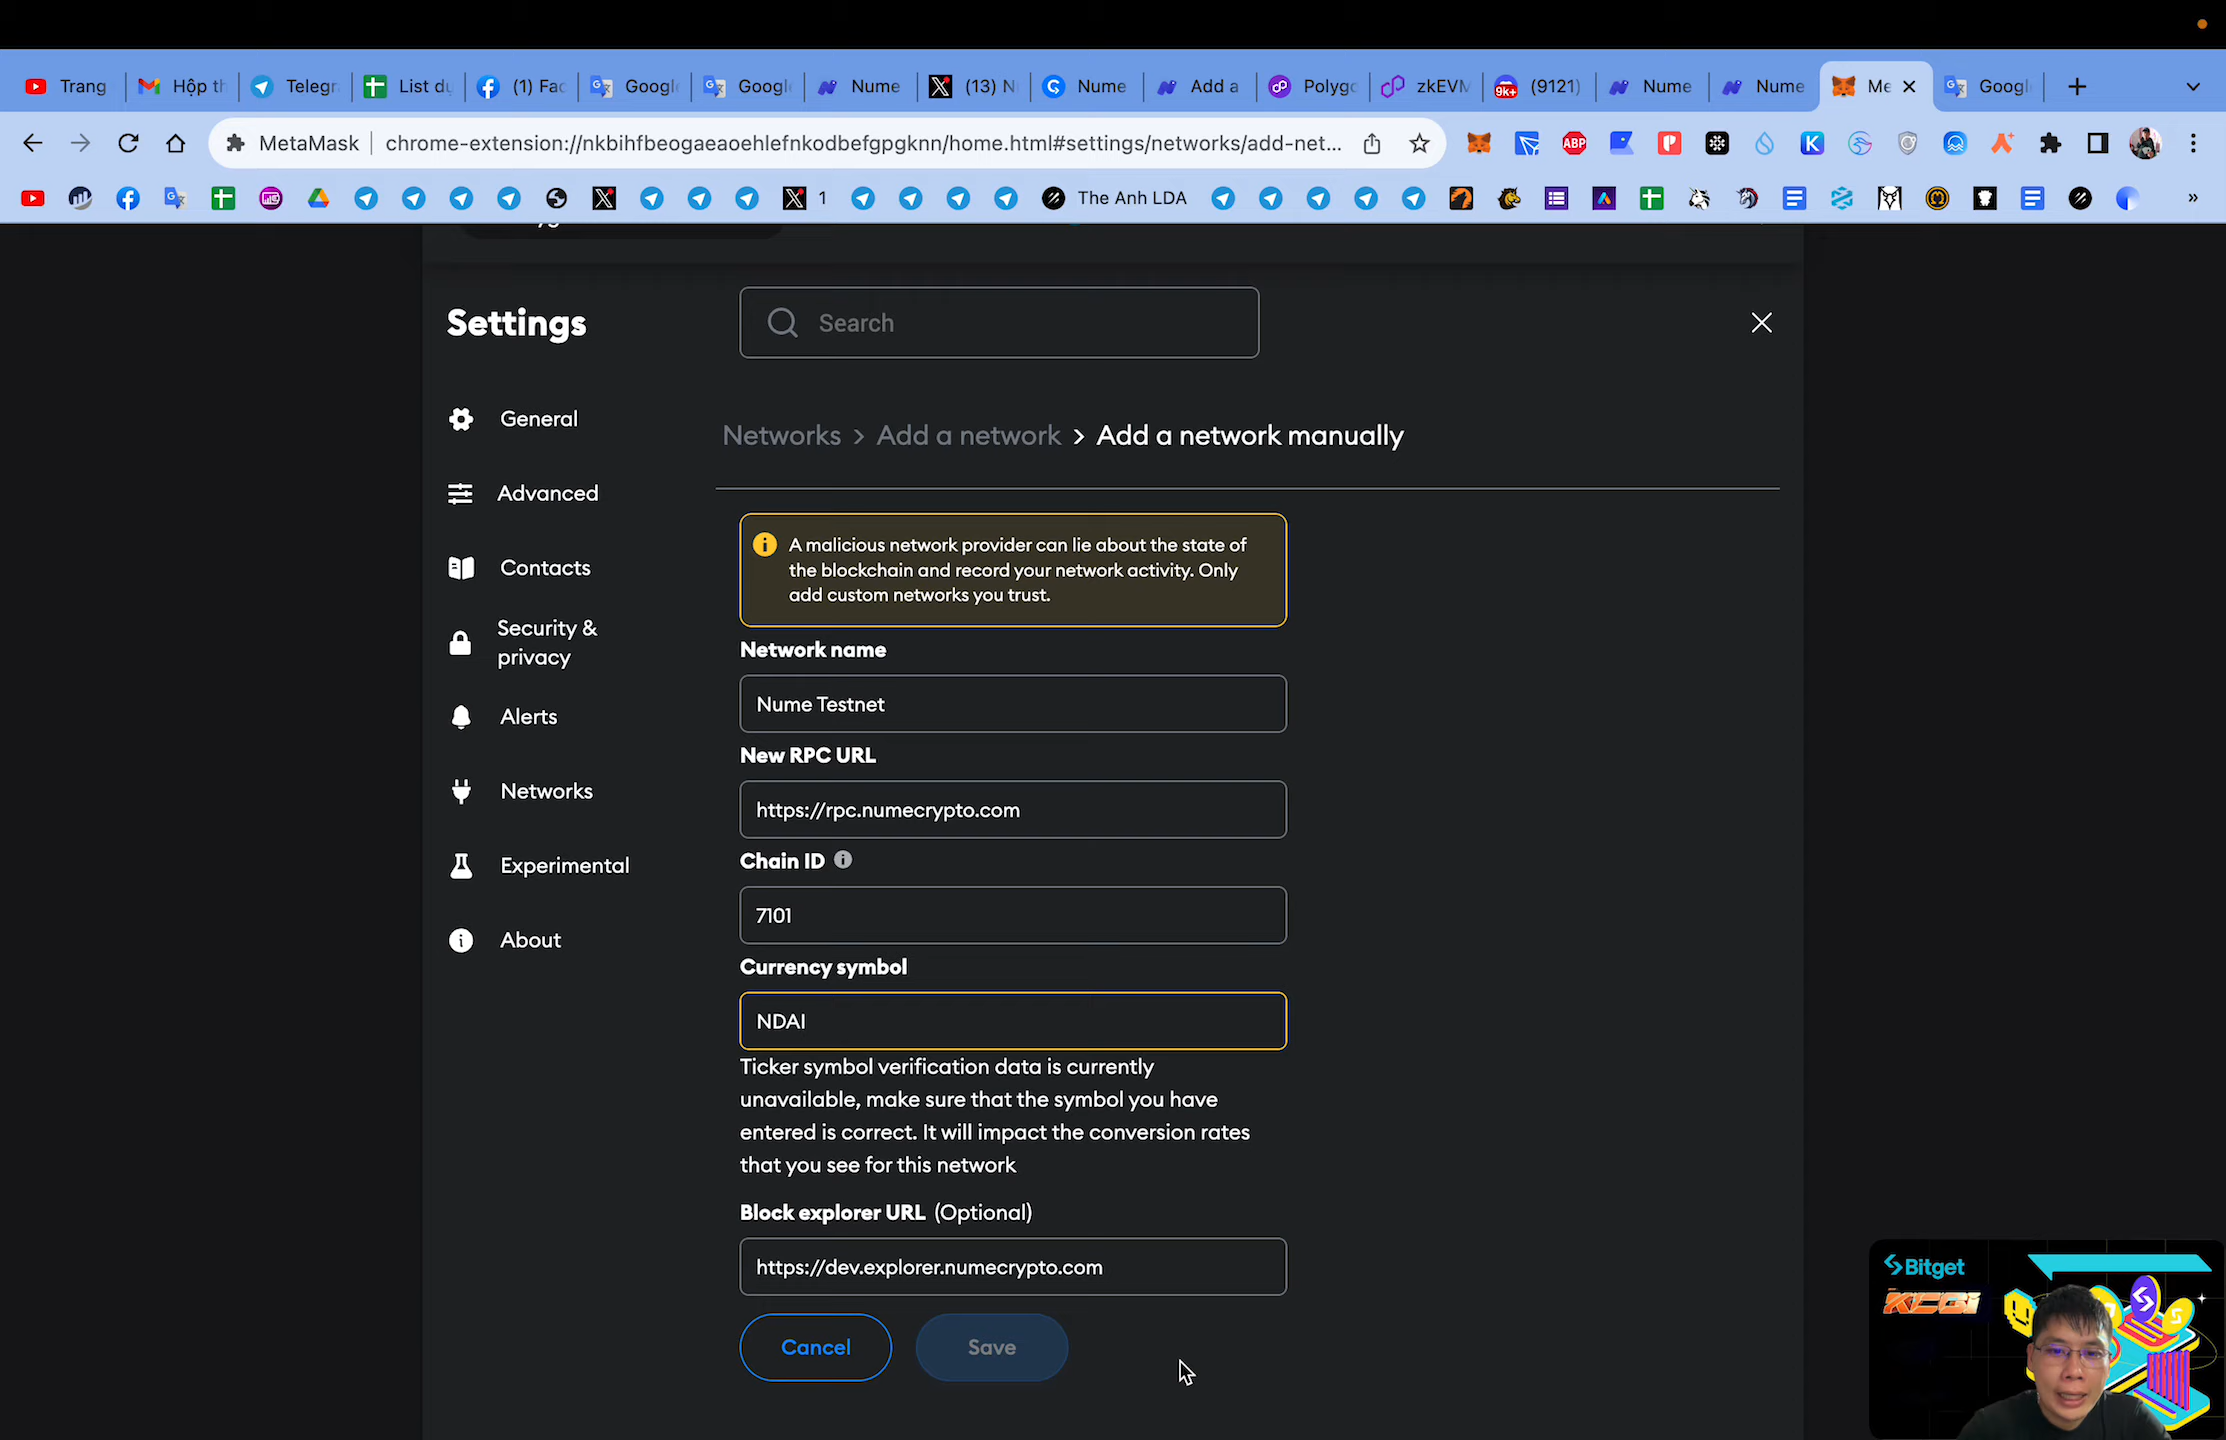 Trang
Hộp th
Telegr
List dụ
(1) Fac
Googl
Googl
Nume
(13) N
Nume
Add a
Polygo
zkEVM
9k+
(9121)
Nume
Nume
Me
Googl
MetaMask
chrome-extension://nkbihfbeogaeaoehlefnkodbefgpgknn/home.html#settings/networks/add-net...
ABP
1
The Anh LDA
Settings
Search
General
Advanced
Contacts
Security &
privacy
Alerts
Networks
Experimental
About
Networks > Add a network > Add a network manually
A malicious network provider can lie about the state of
the blockchain and record your network activity. Only
add custom networks you trust.
Network name
Nume Testnet
New RPC URL
https://rpc.numecrypto.com
Chain ID
7101
Currency symbol
NDAI
Ticker symbol verification data is currently
unavailable, make sure that the symbol you have
entered is correct. It will impact the conversion rates
that you see for this network
Block explorer URL (Optional)
https://dev.explorer.numecrypto.com
Cancel
Save
Bitget
KCGI